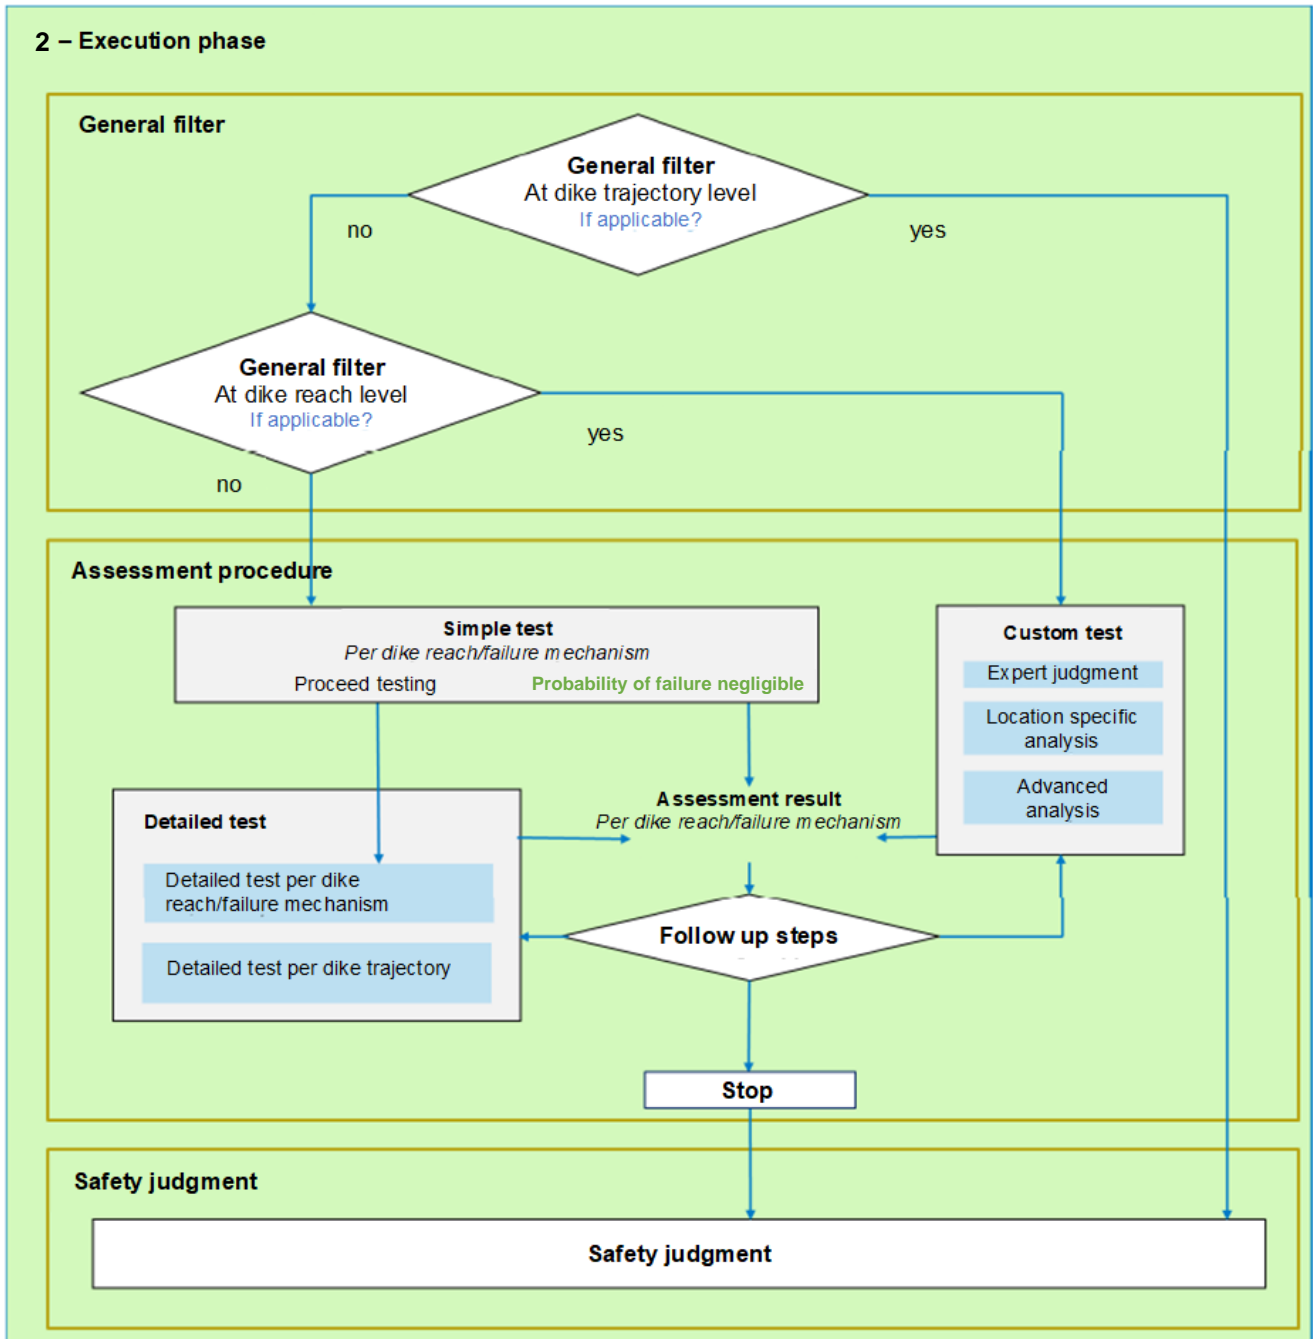 2 – Execution phase
General filter
General filter
At dike trajectory level
If applicable?
no
yes
General filter
At dike reach level
If applicable?
yes
no
Assessment procedure
Simple test
Per dike reach/failure mechanism
Proceed testing
Probability of failure negligible
Custom test
Expert judgment
Location specific
analysis
Advanced
analysis
Assessment result
Per dike reach/failure mechanism
Detailed test
Detailed test per dike
reach/failure mechanism
Detailed test per dike trajectory
Follow up steps
Stop
Safety judgment
Safety judgment